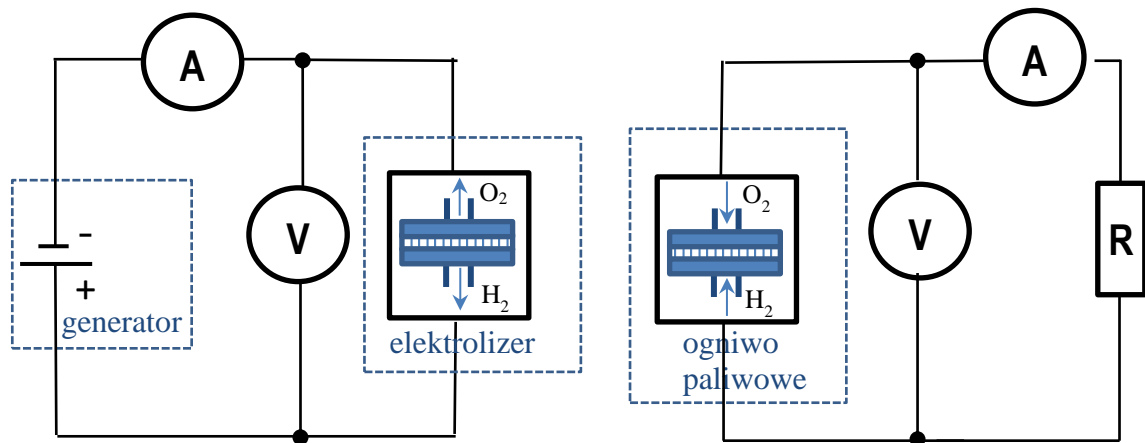 A
V
-
+
generator
O2
H2
elektrolizer
A
V
R
O2
H2
ogniwo
paliwowe